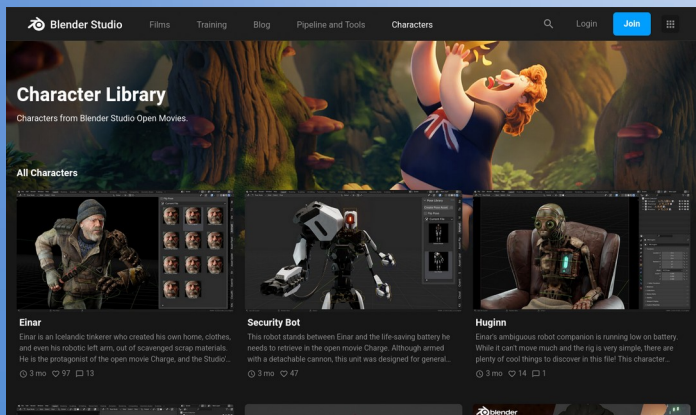 Blender Studio
Films
Training
Blog
Pipeline and Tools
Characters
Login
Join
Character Library
Characters from Blender Studio Open Movies.
All Characters
Einar
Einar is an Icelandic tinkerer who created his own home, clothes,
and even his robotic left arm, out of scavenged scrap materials.
He is the protagonist of the open movie Charge, and the Studio'...
3 mo 97 13
Security Bot
This robot stands between Einar and the life-saving battery he
needs to retrieve in the open movie Charge. Although armed
with a detachable cannon, this unit was designed for general...
3 mo 47
Huginn
Einar's ambiguous robot companion is running low on battery.
While it can't move much and the rig is very simple, there are
plenty of cool things to discover in this file! This character...
3 mo 14 1
blender